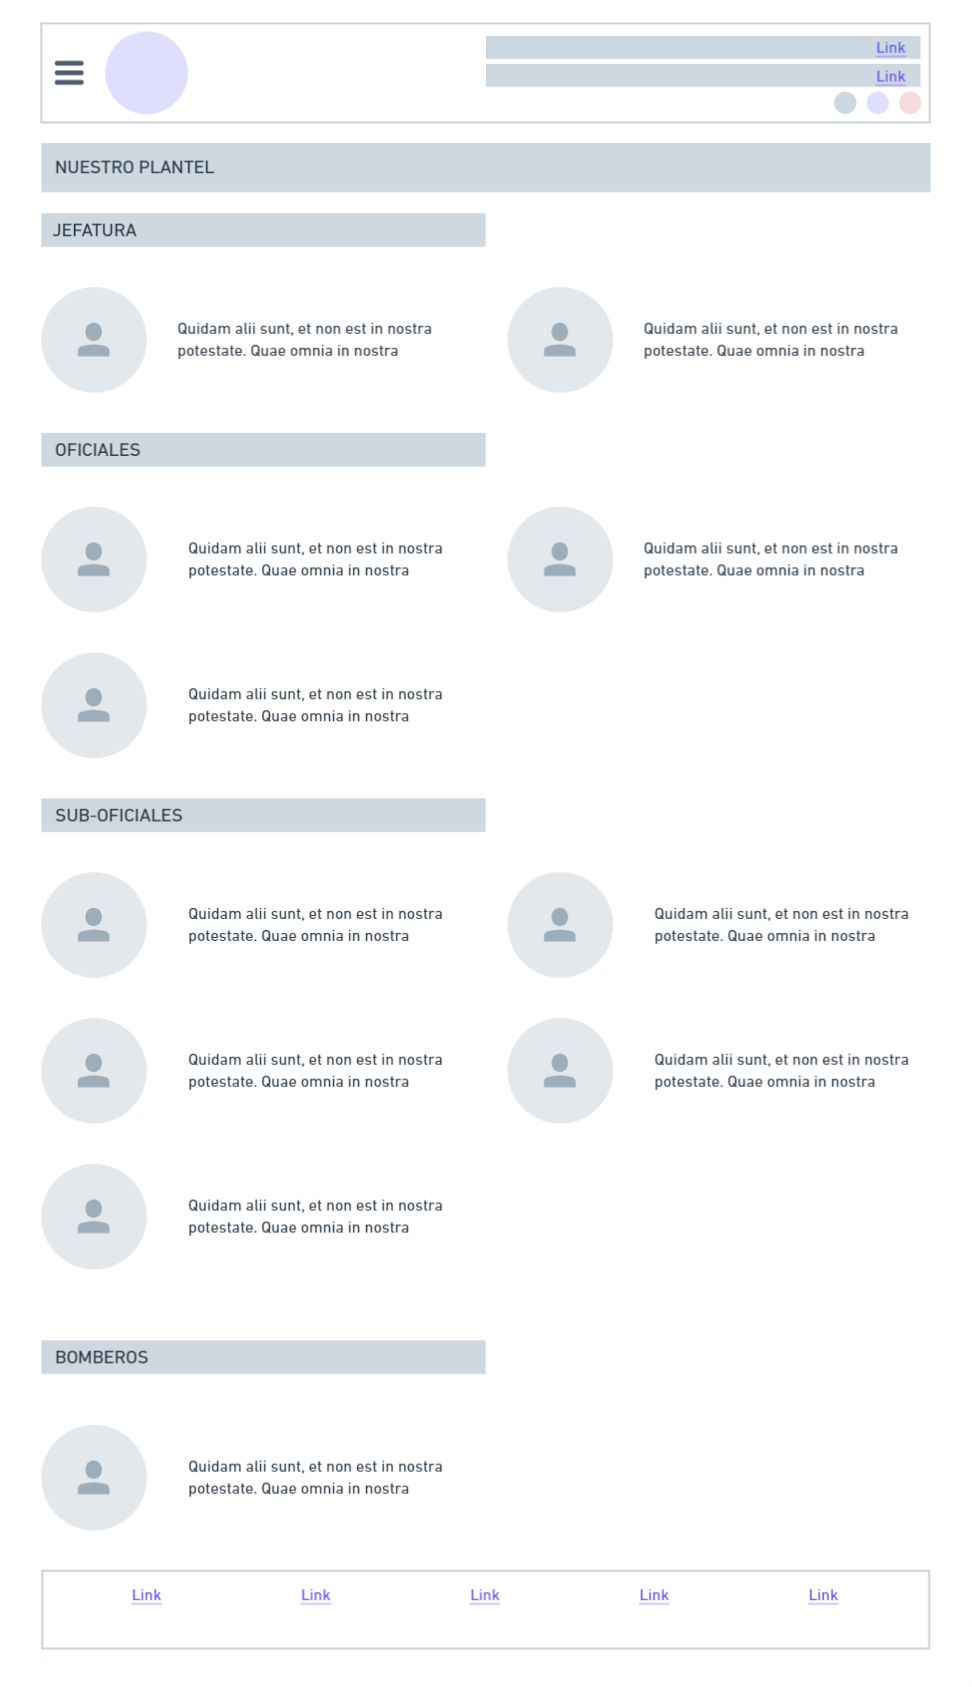 Link
Link
NUESTRO PLANTEL
JEFATURA
Quidam alii sunt, et non est in nostra
potestate. Quae omnia in nostra
Quidam alii sunt, et non est in nostra
potestate. Quae omnia in nostra
OFICIALES
Quidam alii sunt, et non est in nostra
potestate. Quae omnia in nostra
Quidam alii sunt, et non est in nostra
potestate. Quae omnia in nostra
Quidam alii sunt, et non est in nostra
potestate. Quae omnia in nostra
SUB-OFICIALES
Quidam alii sunt, et non est in nostra
potestate. Quae omnia in nostra
Quidam alii sunt, et non est in nostra
potestate. Quae omnia in nostra
Quidam alii sunt, et non est in nostra
potestate. Quae omnia in nostra
Quidam alii sunt, et non est in nostra
potestate. Quae omnia in nostra
Quidam alii sunt, et non est in nostra
potestate. Quae omnia in nostra
BOMBEROS
Quidam alii sunt, et non est in nostra
potestate. Quae omnia in nostra
Link
Link
Link
Link
Link